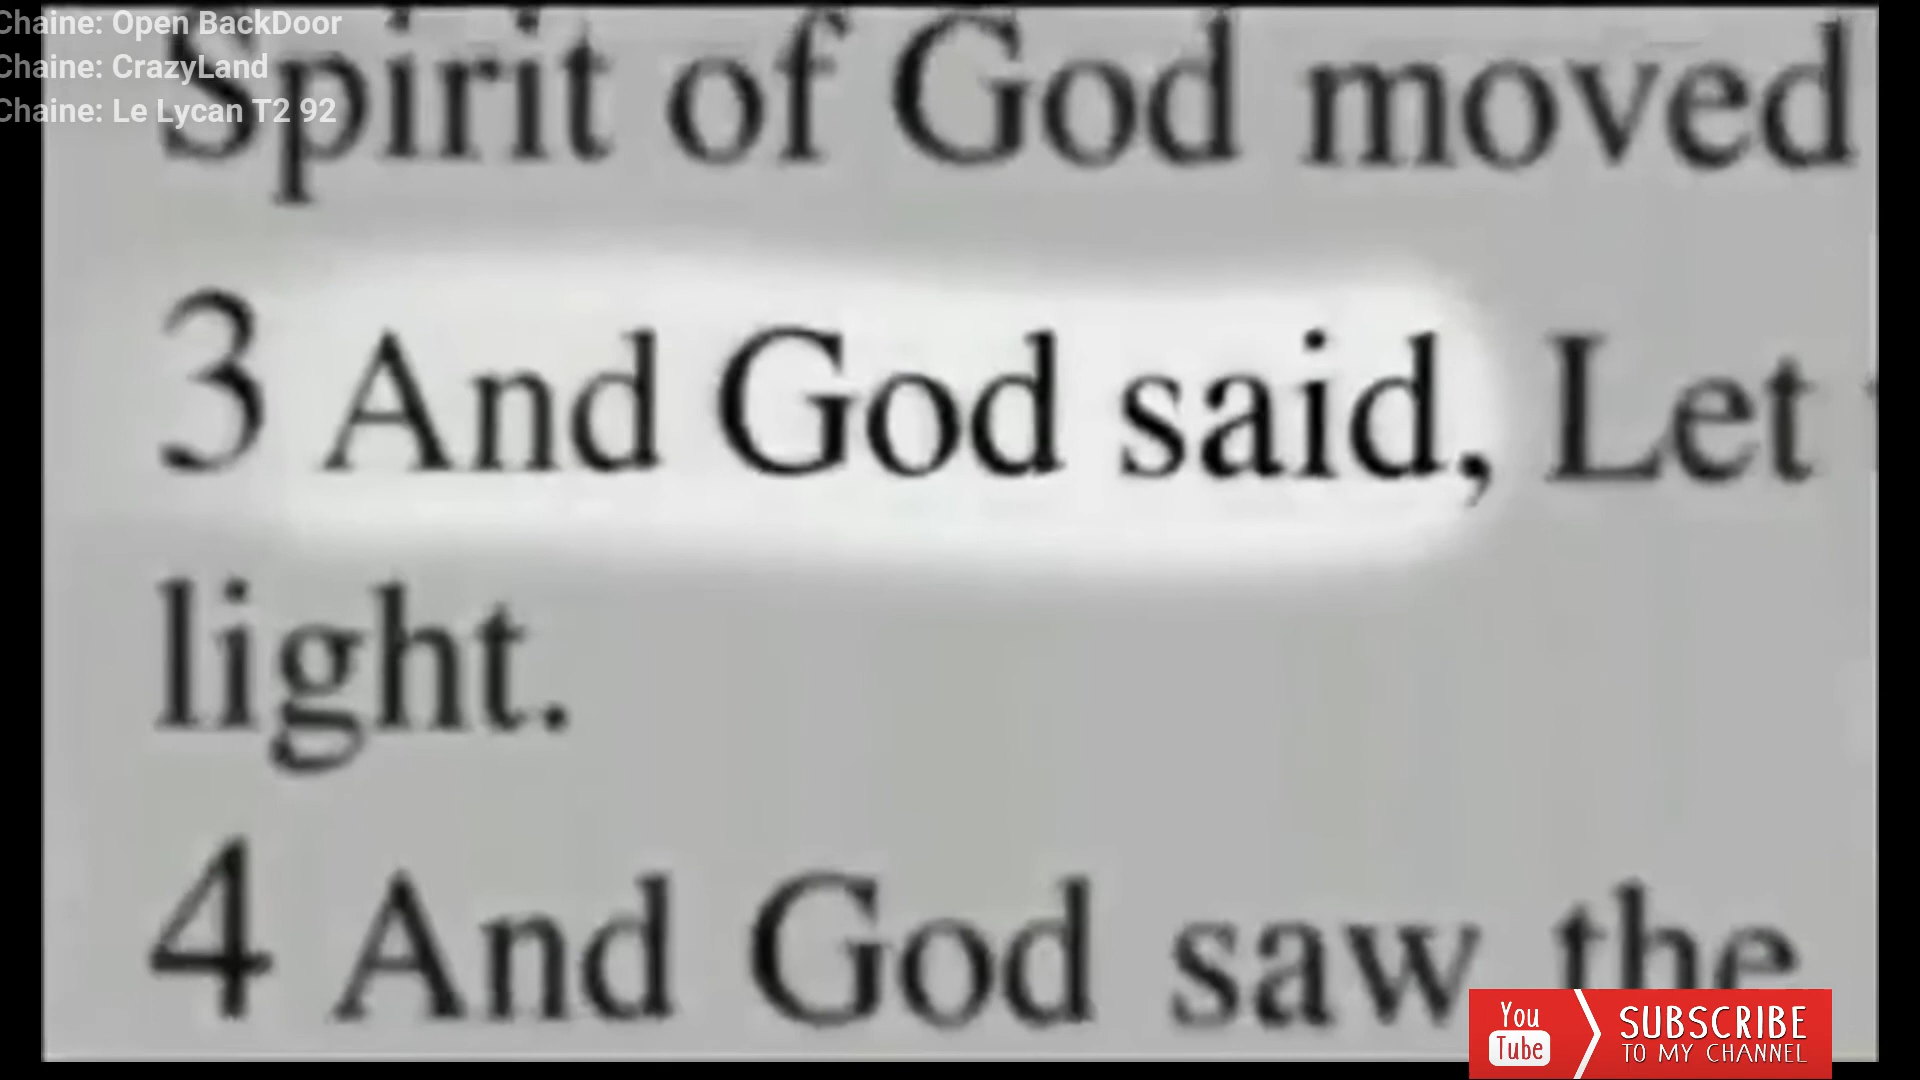 Chaine: Open BackDoor
Chaine: CrazyLand
Chaine: Le Lycan T2 92
Spirit of God moved
3 And God said, Let
light.
4 And God saw the
You Tube
SUBSCRIBE
TO MY CHANNEL